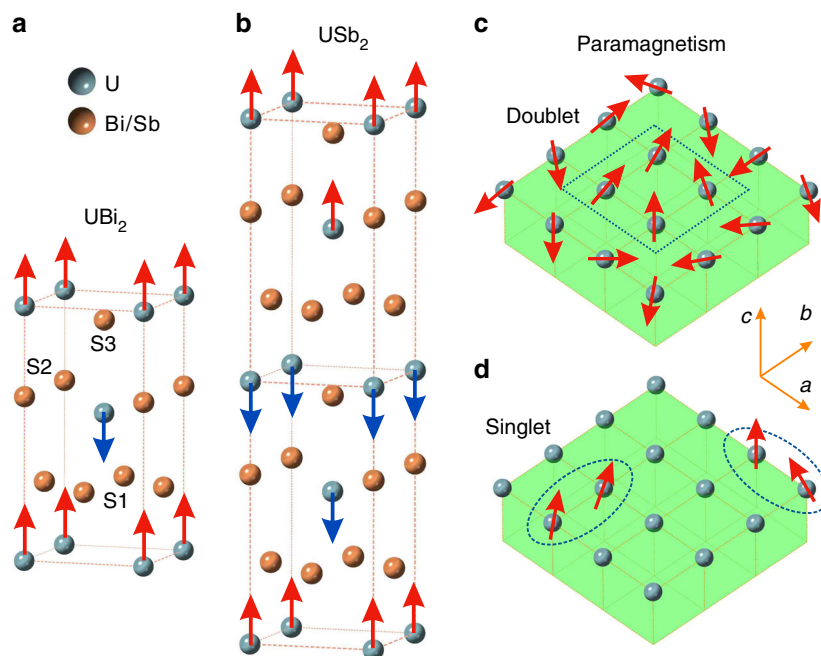 a
U
Bi/Sb
UBi₂
S3
S2
S1
b
USb₂
c
Paramagnetism
Doublet
c
b
a
d
Singlet